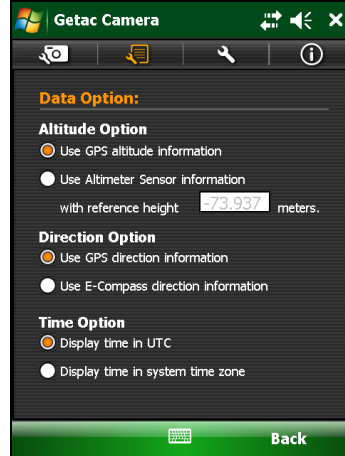 Getac Camera
Data Option:
Altitude Option
Use GPS altitude information
Use Altimeter Sensor information
with reference height -73.937 meters.
Direction Option
Use GPS direction information
Use E-Compass direction information
Time Option
Display time in UTC
Display time in system time zone
Back